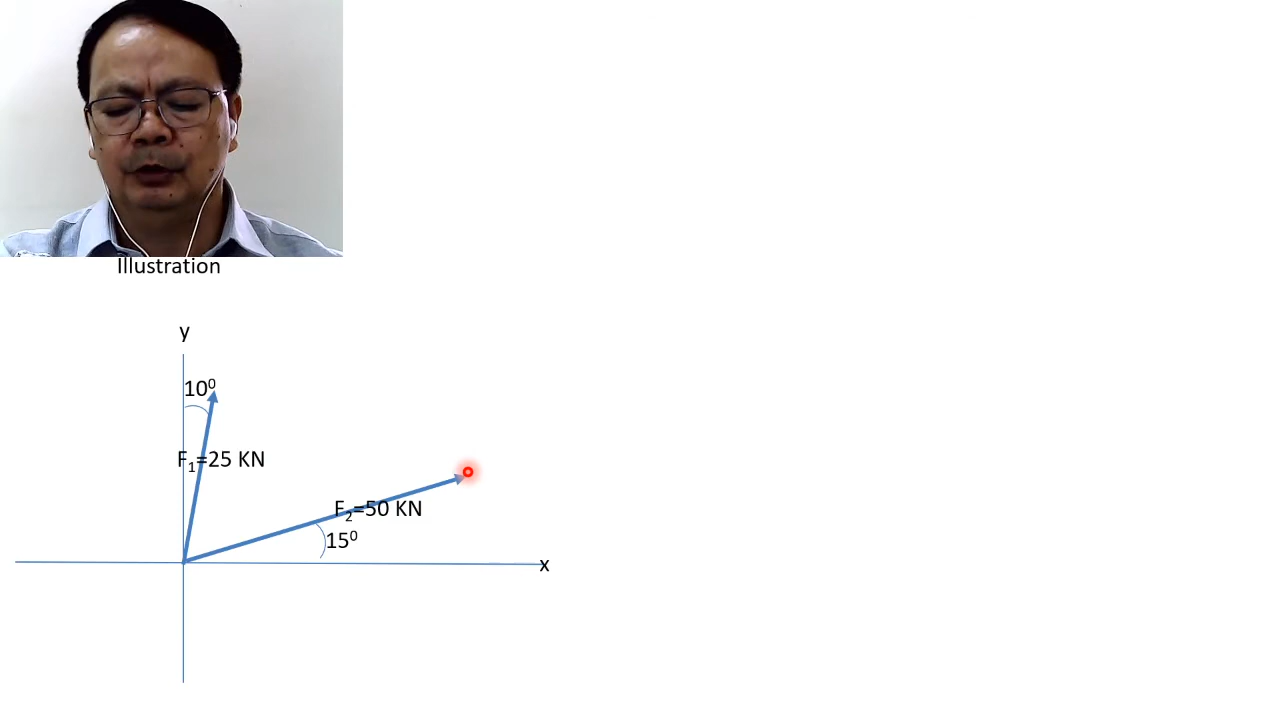 Illustration
y
10⁰
F₁=25 KN
F₂=50 KN
15⁰
x